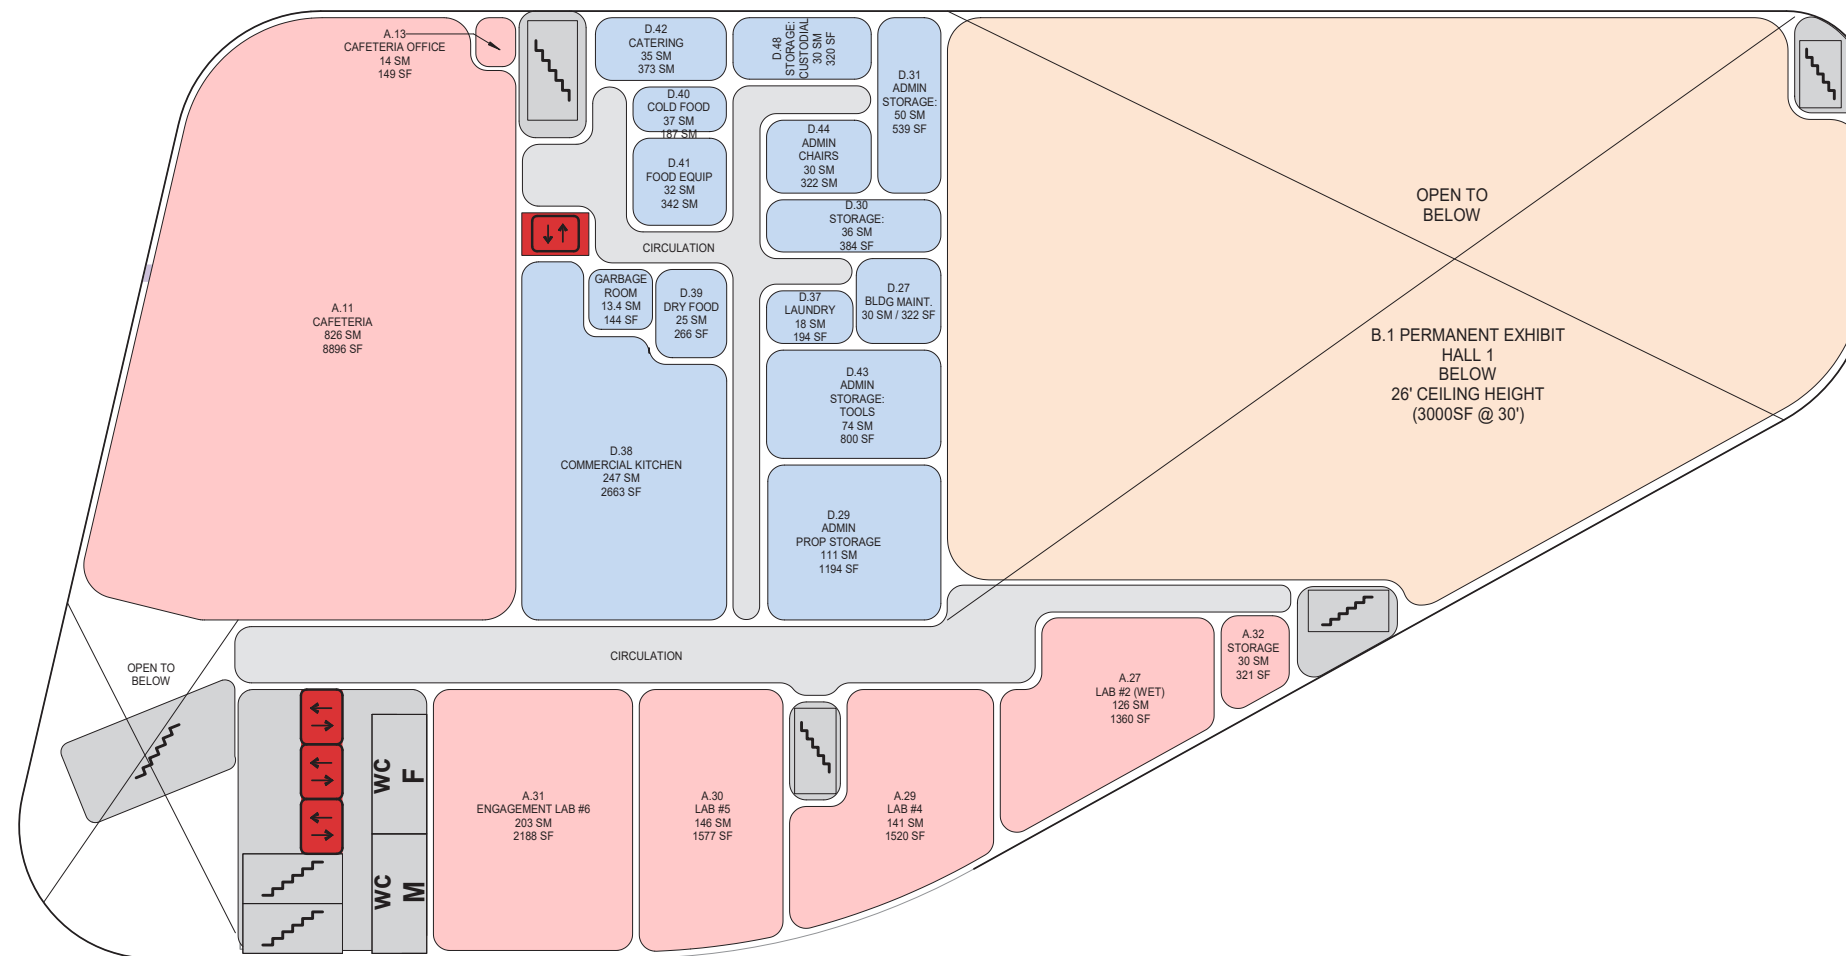 A.13
CAFETERIA OFFICE
14 SM
149 SF
D.42
CATERING
35 SM
373 SM
D.48
STORAGE:
CUSTODIAL
30 SM
320 SF
D.31
ADMIN
STORAGE:
50 SM
539 SF
D.40
COLD FOOD
37 SM
187 SM
D.44
ADMIN
CHAIRS
30 SM
322 SM
D.41
FOOD EQUIP
32 SM
342 SM
D.30
STORAGE:
36 SM
384 SF
OPEN TO
BELOW
CIRCULATION
GARBAGE
ROOM
13.4 SM
144 SF
D.39
DRY FOOD
25 SM
266 SF
D.37
LAUNDRY
18 SM
194 SF
D.27
BLDG MAINT.
30 SM / 322 SF
A.11
CAFETERIA
826 SM
8896 SF
B.1 PERMANENT EXHIBIT
HALL 1
BELOW
26' CEILING HEIGHT
(3000SF @ 30')
D.43
ADMIN
STORAGE:
TOOLS
74 SM
800 SF
D.38
COMMERCIAL KITCHEN
247 SM
2663 SF
D.29
ADMIN
PROP STORAGE
111 SM
1194 SF
CIRCULATION
OPEN TO
BELOW
A.32
STORAGE
30 SM
321 SF
A.27
LAB #2 (WET)
126 SM
1360 SF
WC
F
WC
M
A.31
ENGAGEMENT LAB #6
203 SM
2188 SF
A.30
LAB #5
146 SM
1577 SF
A.29
LAB #4
141 SM
1520 SF